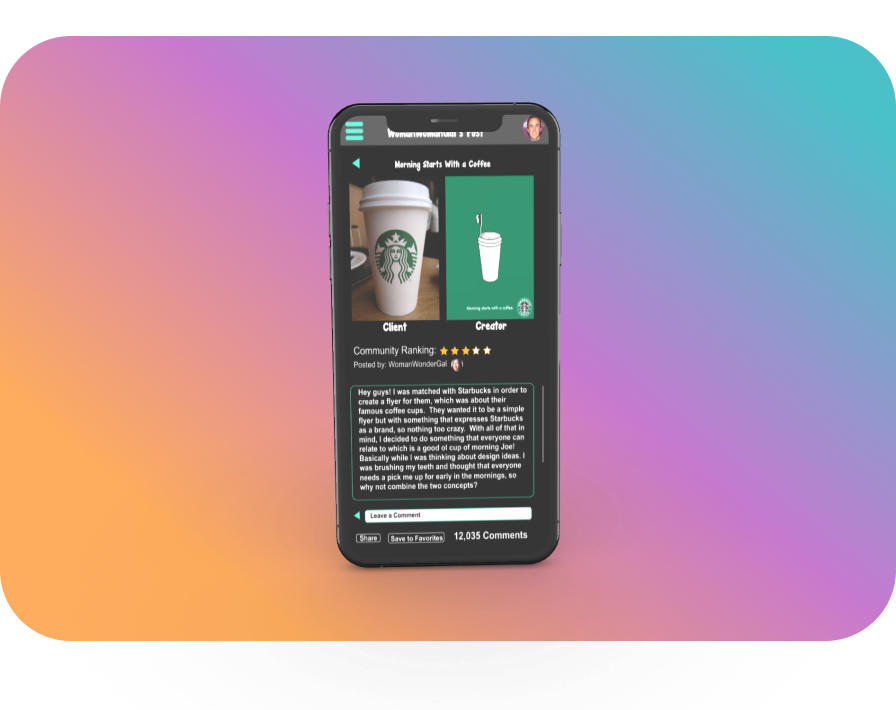 WomanWomanGal's Post
Morning Starts With a Coffee
Morning starts with a coffee.
Client
Creator
Community Ranking:
Posted by: WomanWonderGal
Hey guys! I was matched with Starbucks in order to
create a flyer for them, which was about their
famous coffee cups. They wanted it to be a simple
flyer but with something that expresses Starbucks
as a brand, so nothing too crazy. With all of that in
mind, I decided to do something that everyone can
relate to which is a good ol cup of morning Joe!
Basically while I was thinking about design ideas. I
was brushing my teeth and thought that everyone
needs a pick me up for early in the mornings, so
why not combine the two concepts?
Leave a Comment
Share
Save to Favorites
12,035 Comments